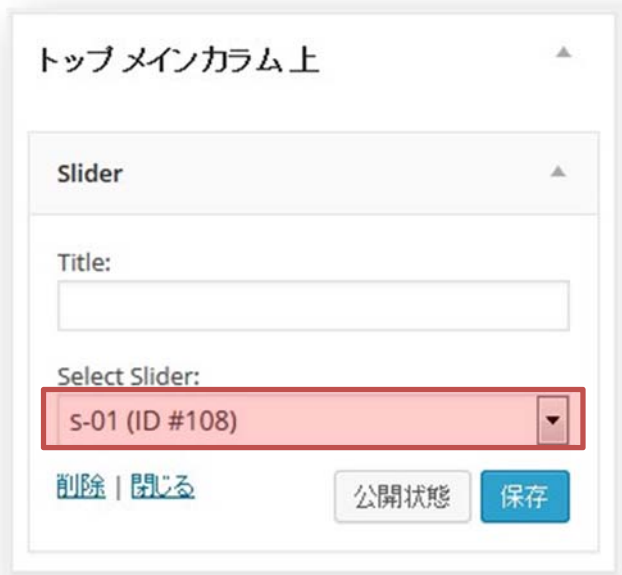 トップ メインカラム 上
Slider
Title:
Select Slider:
s-01 (ID #108)
削除 | 閉じる
公開状態
保存